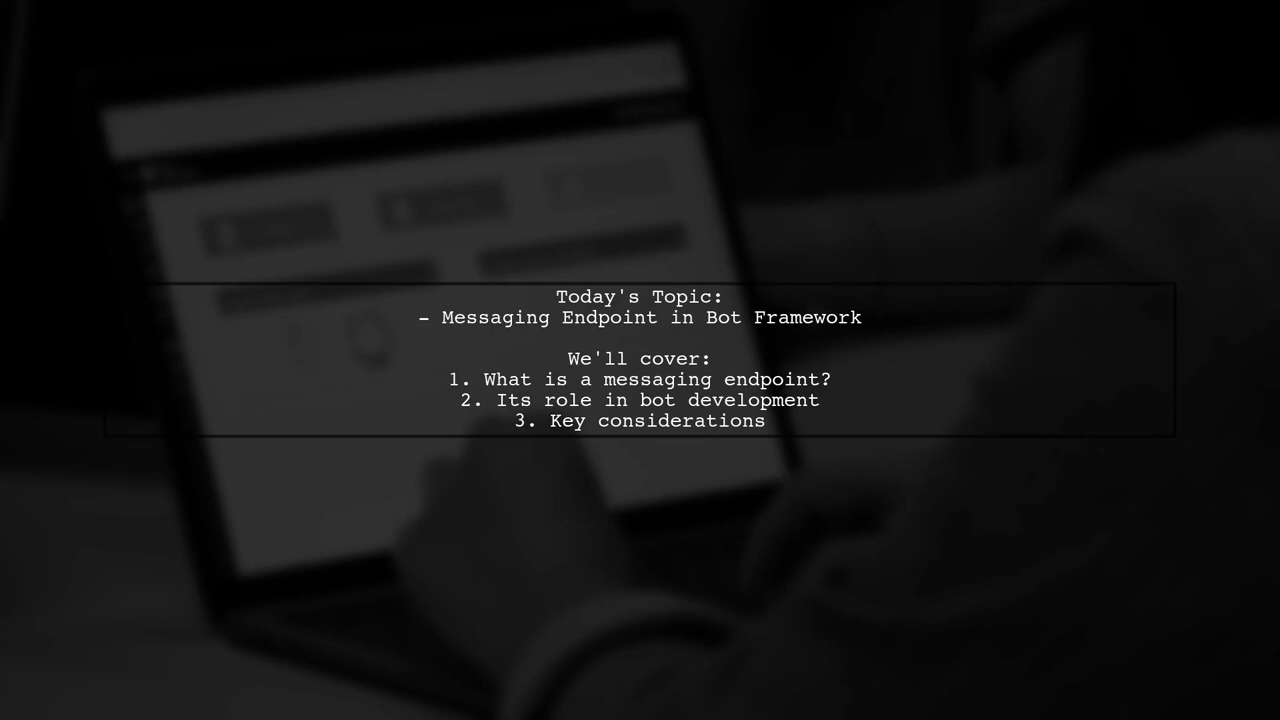 Today's Topic:
- Messaging Endpoint in Bot Framework
We'll cover:
1. What is a messaging endpoint?
2. Its role in bot development
3. Key considerations